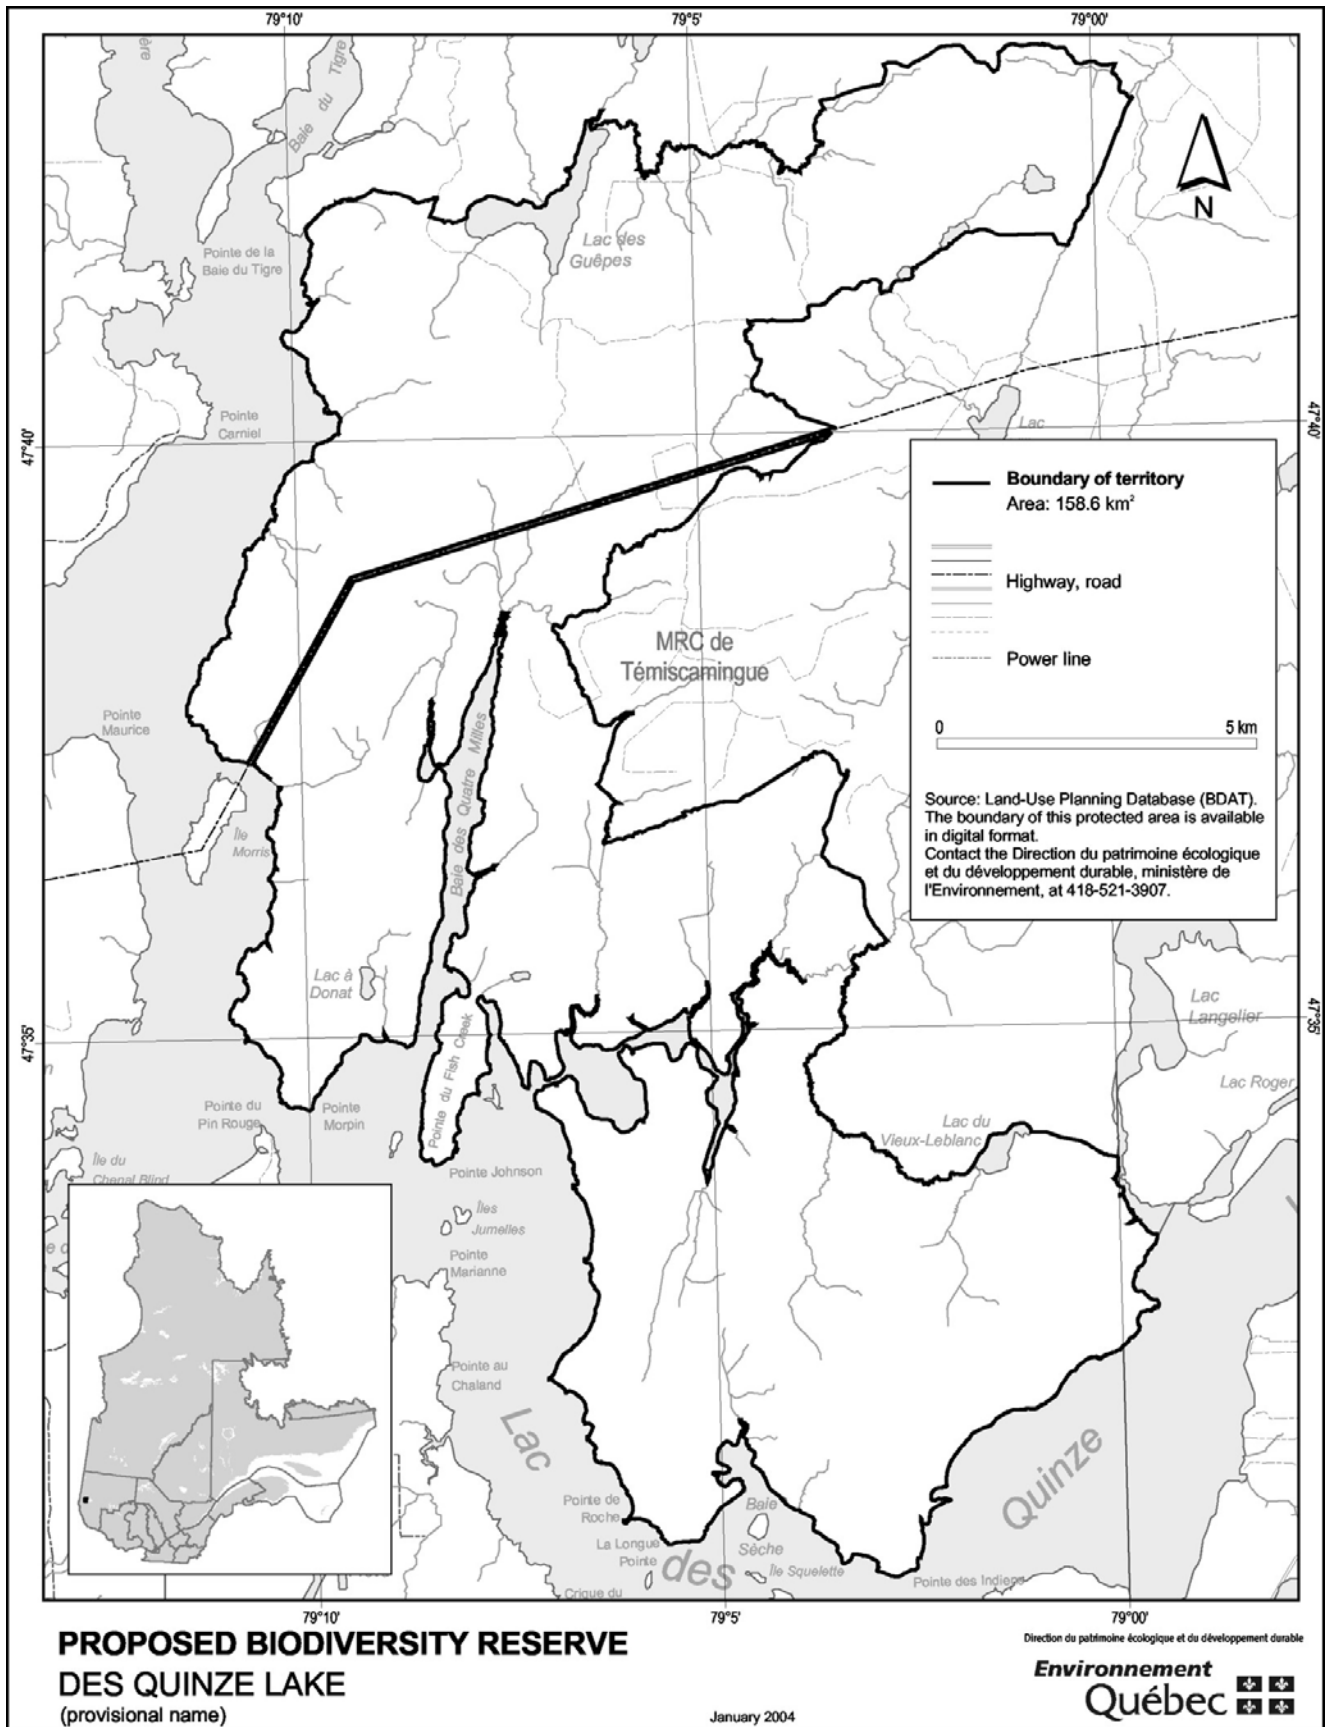 79°10'
79°5'
79°00'
ère
Baie du Tigre
N
Pointe de la
Baie du Tigre
Lac des
Guêpes
Pointe
Carniel
47°40'
47°40'
Lac
Boundary of territory
Area: 158.6 km²
Highway, road
Power line
0 5 km
Source: Land-Use Planning Database (BDAT).
The boundary of this protected area is available
in digital format.
Contact the Direction du patrimoine écologique
et du développement durable, ministère de
l'Environnement, at 418-521-3907.
MRC de
Témiscamingue
Pointe
Maurice
Île
Morris
Baie des Quatre Milles
Lac à
Donat
Pointe du Fish Creek
47°35'
47°35'
Lac
Langelier
Lac Roger
Pointe du
Pin Rouge
Pointe
Morpin
Lac du
Vieux-Leblanc
Île du
Chenal Blind
Pointe Johnson
Îles
Jumelles
Pointe
Marianne
Pointe au
Chaland
Lac
des
Quinze
Pointe de
Roche
La Longue
Pointe
Baie
Sèche
Île Squelette
Pointe des Indiens
Crique du
79°10'
79°5'
79°00'
PROPOSED BIODIVERSITY RESERVE
DES QUINZE LAKE
(provisional name)
January 2004
Direction du patrimoine écologique et du développement durable
Environnement
Québec